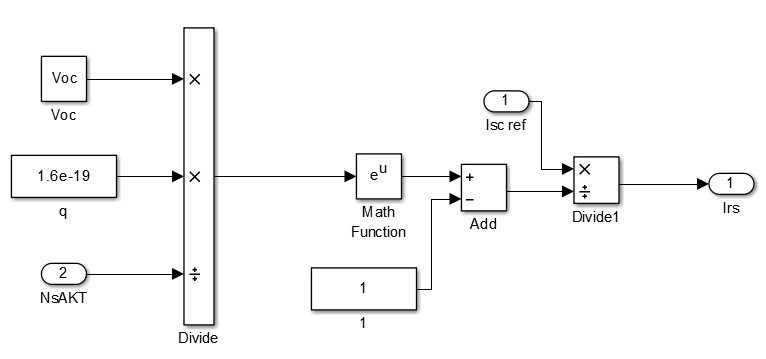 Voc
Voc
×
1.6e-19
q
×
2
NsAKT
÷
Divide
e^u
Math
Function
1
1
+
−
Add
1
Isc ref
×
÷
Divide1
1
Irs